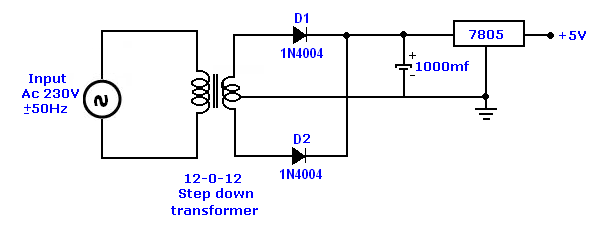 D1
1N4004
7805
+5V
+
1000mf
-
Input
Ac 230V
±50Hz
D2
1N4004
12-0-12
Step down
transformer